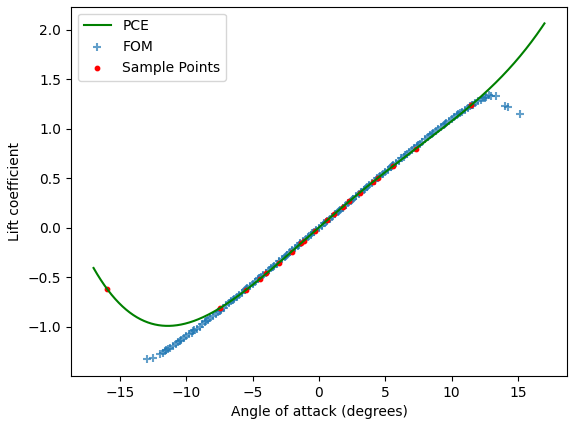 PCE
FOM
Sample Points
2.0
1.5
1.0
0.5
0.0
−0.5
−1.0
Lift coefficient
−15
−10
−5
0
5
10
15
Angle of attack (degrees)